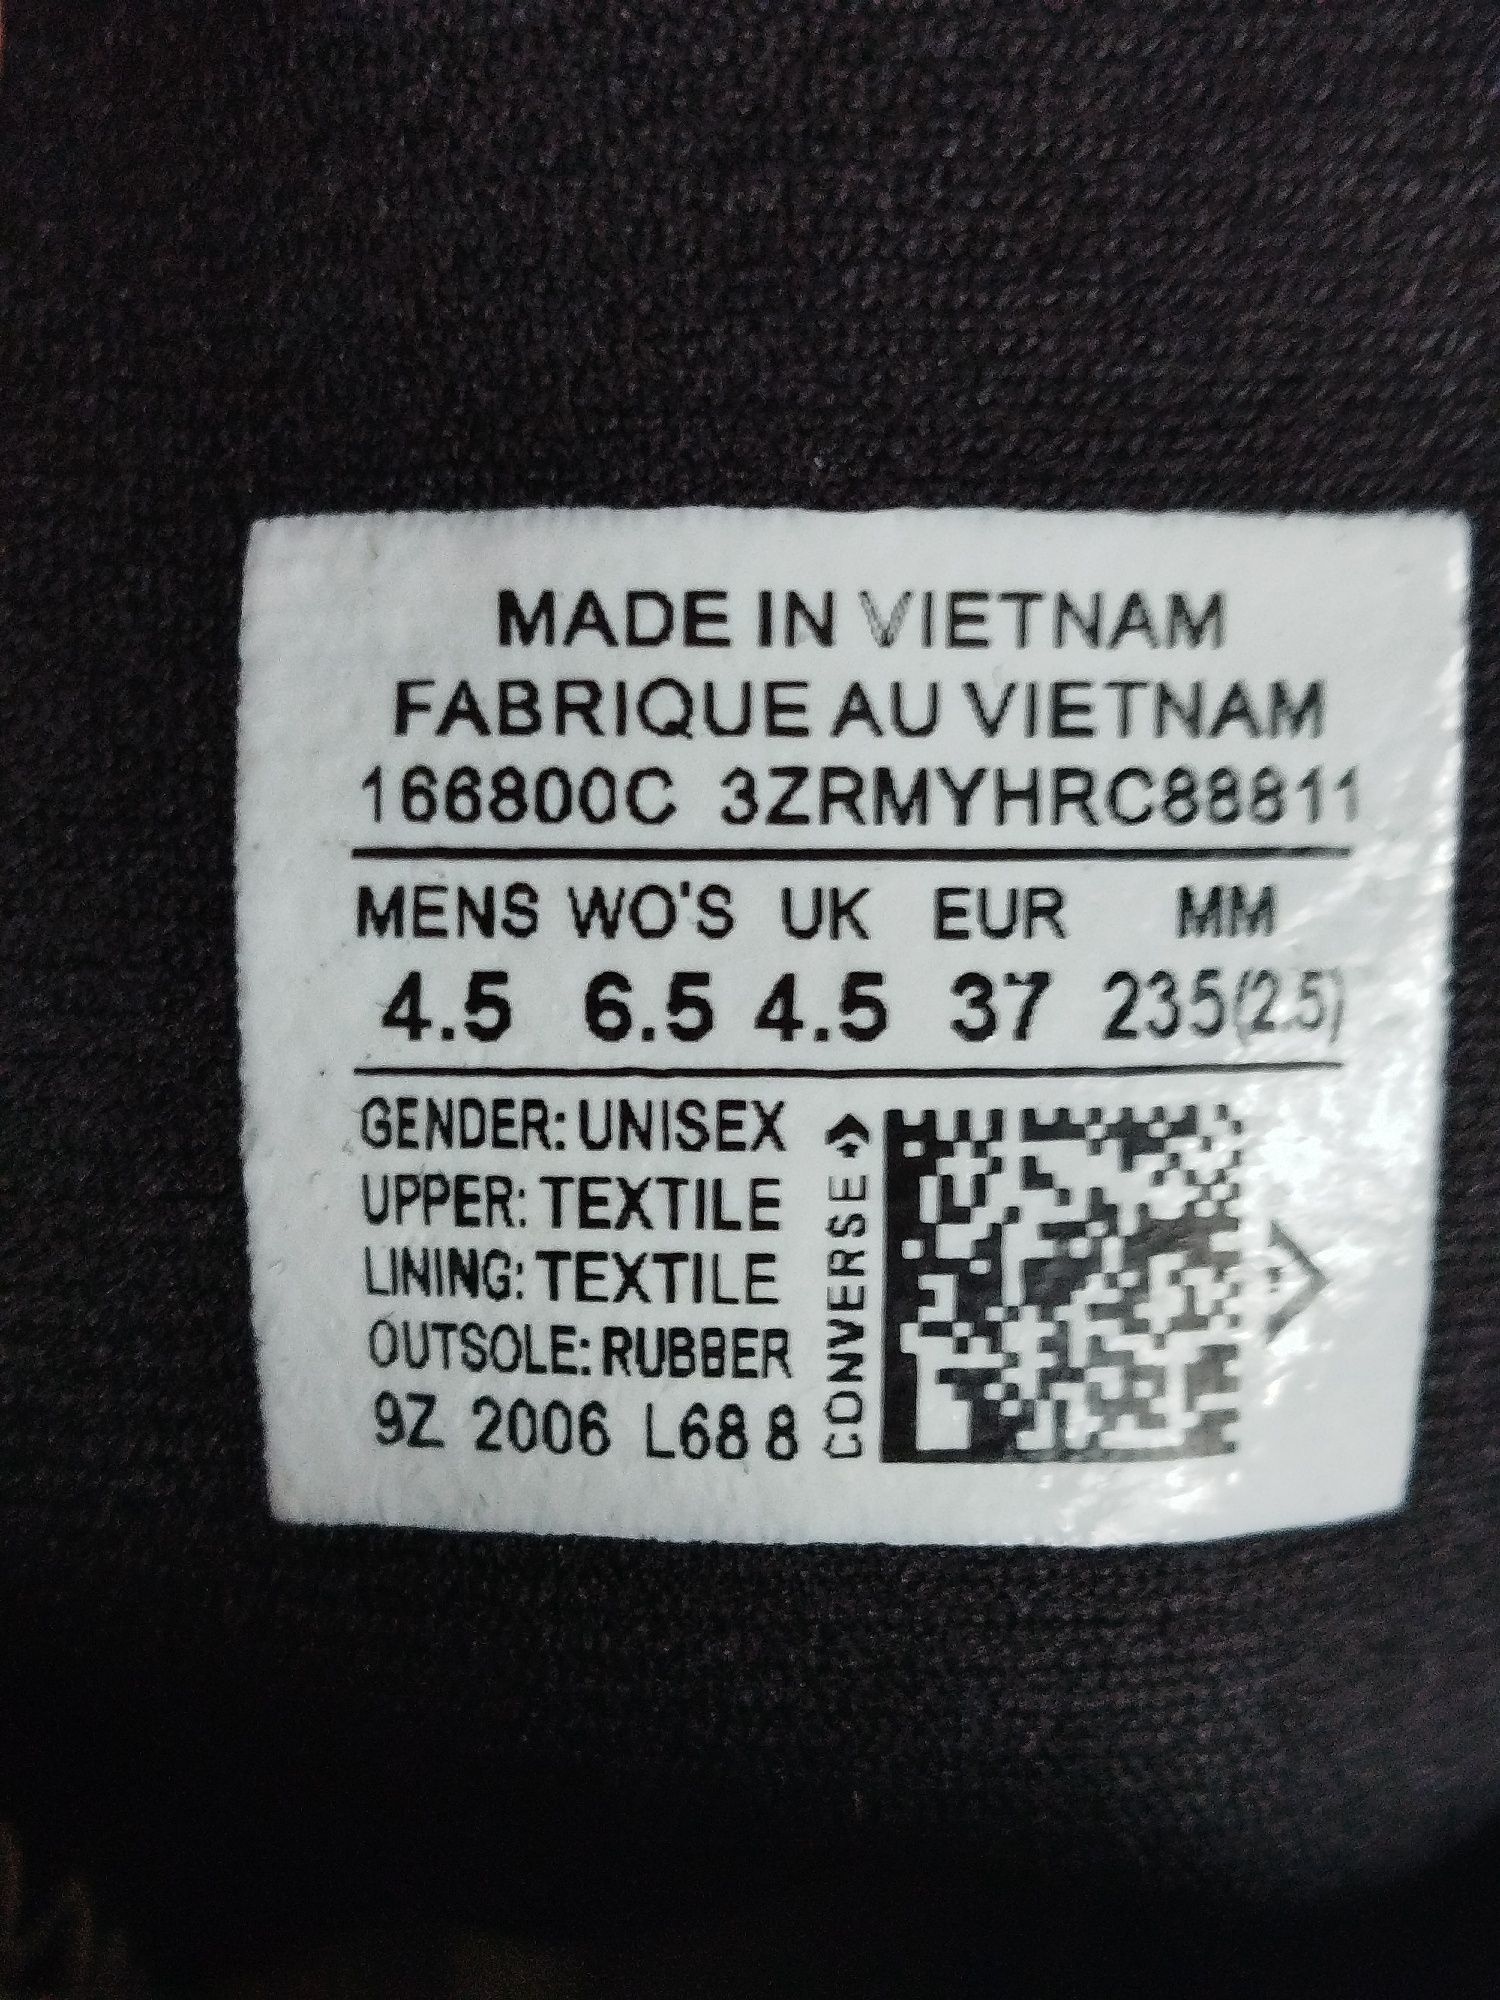 MADE IN VIETNAM
FABRIQUE AU VIETNAM
166800C 3ZRMYHRC88811
MENS WO'S UK EUR MM
4.5 6.5 4.5 37 235(2.5)
GENDER: UNISEX
UPPER: TEXTILE
LINING: TEXTILE
OUTSOLE: RUBBER
9Z 2006 L68 8
CONVERSE